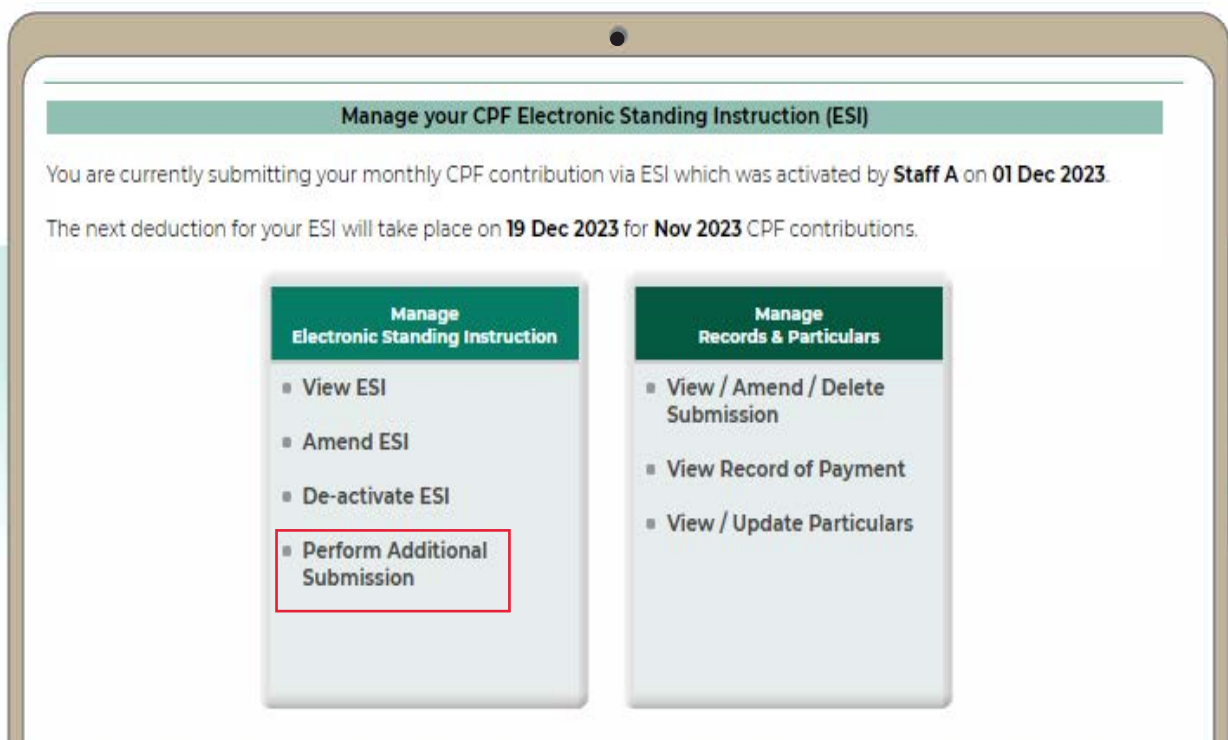 Manage your CPF Electronic Standing Instruction (ESI)
You are currently submitting your monthly CPF contribution via ESI which was activated by Staff A on 01 Dec 2023.
The next deduction for your ESI will take place on 19 Dec 2023 for Nov 2023 CPF contributions.
Manage
Electronic Standing Instruction
View ESI
Amend ESI
De-activate ESI
Perform Additional
Submission
Manage
Records & Particulars
View / Amend / Delete
Submission
View Record of Payment
View / Update Particulars